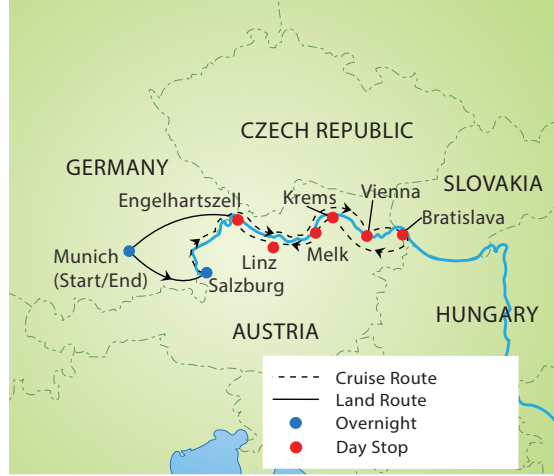 CZECH REPUBLIC
GERMANY
SLOVAKIA
Engelhartszell
Krems
Vienna
Bratislava
Munich
(Start/End)
Linz
Melk
Salzburg
HUNGARY
AUSTRIA
Cruise Route
Land Route
Overnight
Day Stop